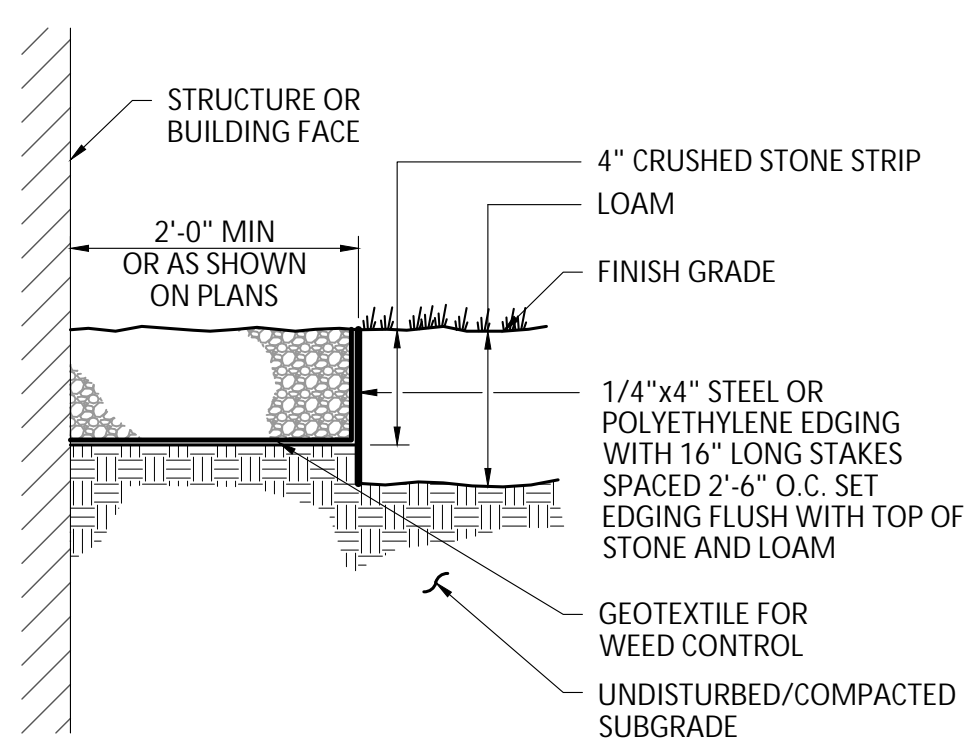 STRUCTURE OR
BUILDING FACE
4" CRUSHED STONE STRIP
LOAM
2'-0" MIN
OR AS SHOWN
ON PLANS
FINISH GRADE
1/4"x4" STEEL OR
POLYETHYLENE EDGING
WITH 16" LONG STAKES
SPACED 2'-6" O.C. SET
EDGING FLUSH WITH TOP OF
STONE AND LOAM
GEOTEXTILE FOR
WEED CONTROL
UNDISTURBED/COMPACTED
SUBGRADE